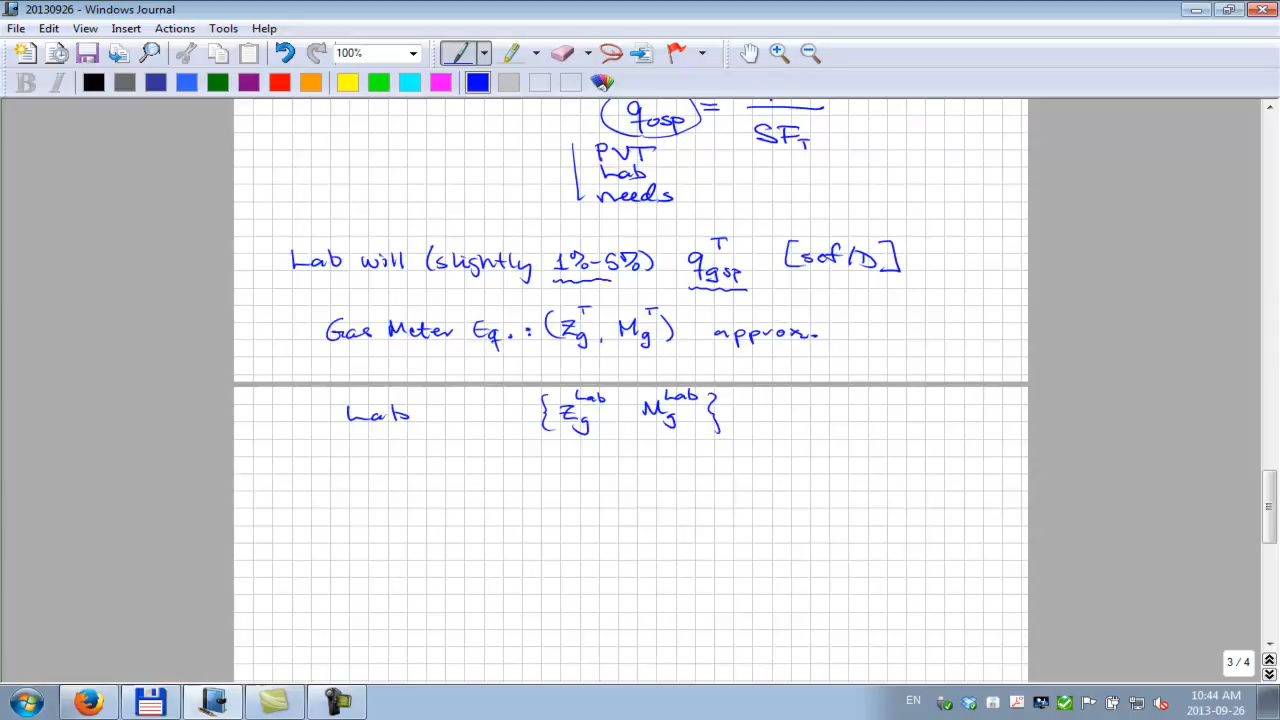 20130926 - Windows Journal
File Edit View Insert Actions Tools Help
100%
B I
qosp =
SFT
PVT
Lab
needs
Lab will (slightly 1%-5%) q^T_gsp [scf/D]
Gas Meter Eq.: (Z^T_g, M^T_g) approx.
Lab {Z^Lab_g M^Lab_g}
3 / 4
EN
10:44 AM
2013-09-26